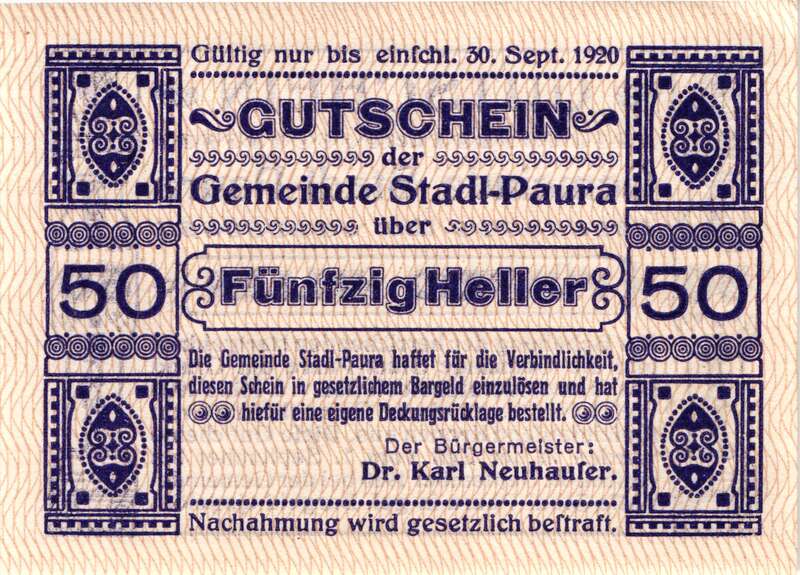 Gültig nur bis einſchl. 30. Sept. 1920
GUTSCHEIN
der
Gemeinde Stadl-Paura
über
50 Fünfzig Heller 50
Die Gemeinde Stadl-Paura haftet für die Verbindlichkeit,
diesen Schein in gesetzlichem Bargeld einzulösen und hat
hiefür eine eigene Deckungsrücklage bestellt.
Der Bürgermeister:
Dr. Karl Neuhauſer.
Nachahmung wird gesetzlich beſtraft.